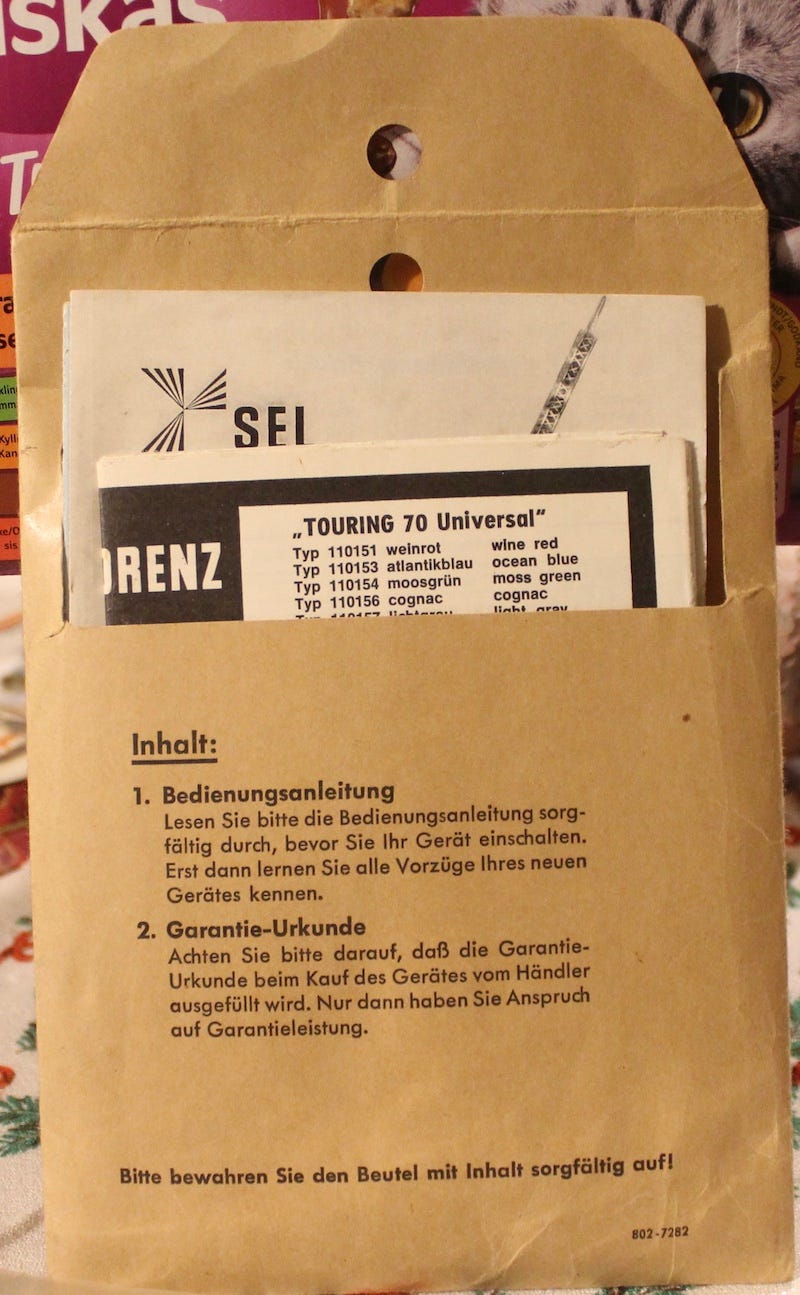 SEL
"TOURING 70 Universal"
Typ 110151 weinrot wine red
Typ 110153 atlantikblau ocean blue
Typ 110154 moosgrün moss green
Typ 110156 cognac cognac
light gray
Inhalt:
1. Bedienungsanleitung
Lesen Sie bitte die Bedienungsanleitung sorg-
fältig durch, bevor Sie Ihr Gerät einschalten.
Erst dann lernen Sie alle Vorzüge Ihres neuen
Gerätes kennen.
2. Garantie-Urkunde
Achten Sie bitte darauf, daß die Garantie-
Urkunde beim Kauf des Gerätes vom Händler
ausgefüllt wird. Nur dann haben Sie Anspruch
auf Garantieleistung.
Bitte bewahren Sie den Beutel mit Inhalt sorgfältig auf!
802-7282